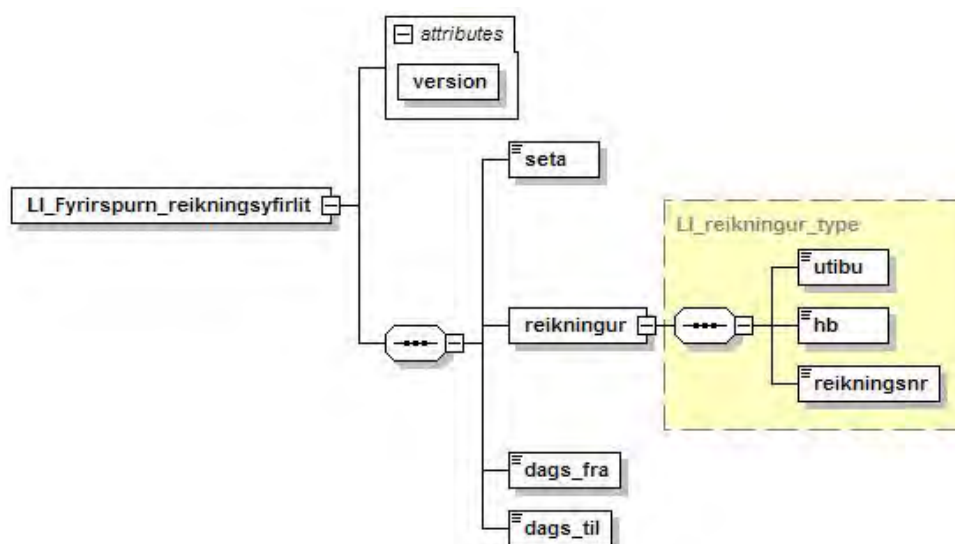 attributes
version
seta
LI_Fyrirspurn_reikningsyfirlit
LI_reikningur_type
utibu
reikningur
hb
reikningsnr
dags_fra
dags_til